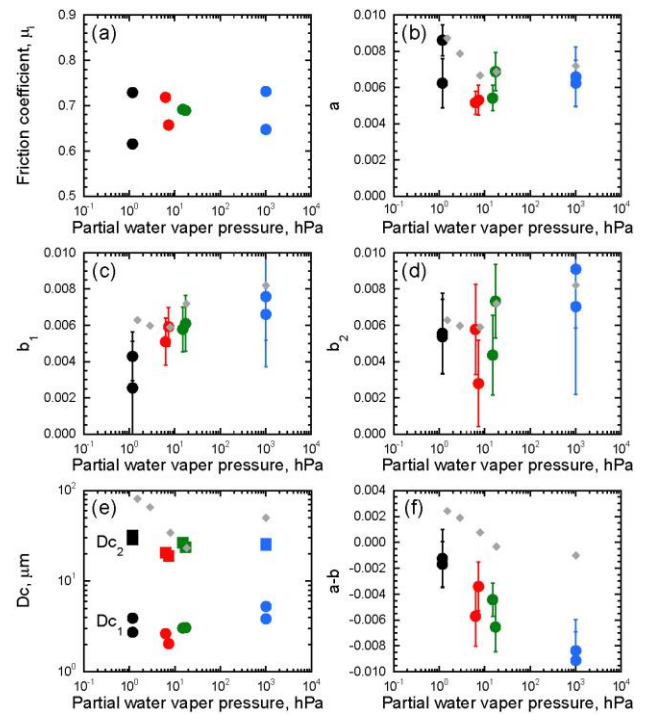 (a)
Friction coefficient, μi
0.9
0.8
0.7
0.6
0.5
10-1 100 101 102 103 104
Partial water vaper pressure, hPa
(b)
a
0.010
0.008
0.006
0.004
0.002
0.000
10-1 100 101 102 103 104
Partial water vaper pressure, hPa
(c)
b1
0.010
0.008
0.006
0.004
0.002
0.000
10-1 100 101 102 103 104
Partial water vaper pressure, hPa
(d)
b2
0.010
0.008
0.006
0.004
0.002
0.000
10-1 100 101 102 103 104
Partial water vaper pressure, hPa
(e)
Dc, μm
102
101
100
Dc2
Dc1
10-1 100 101 102 103 104
Partial water vaper pressure, hPa
(f)
a-b
0.004
0.002
0.000
-0.002
-0.004
-0.006
-0.008
-0.010
10-1 100 101 102 103 104
Partial water vaper pressure, hPa